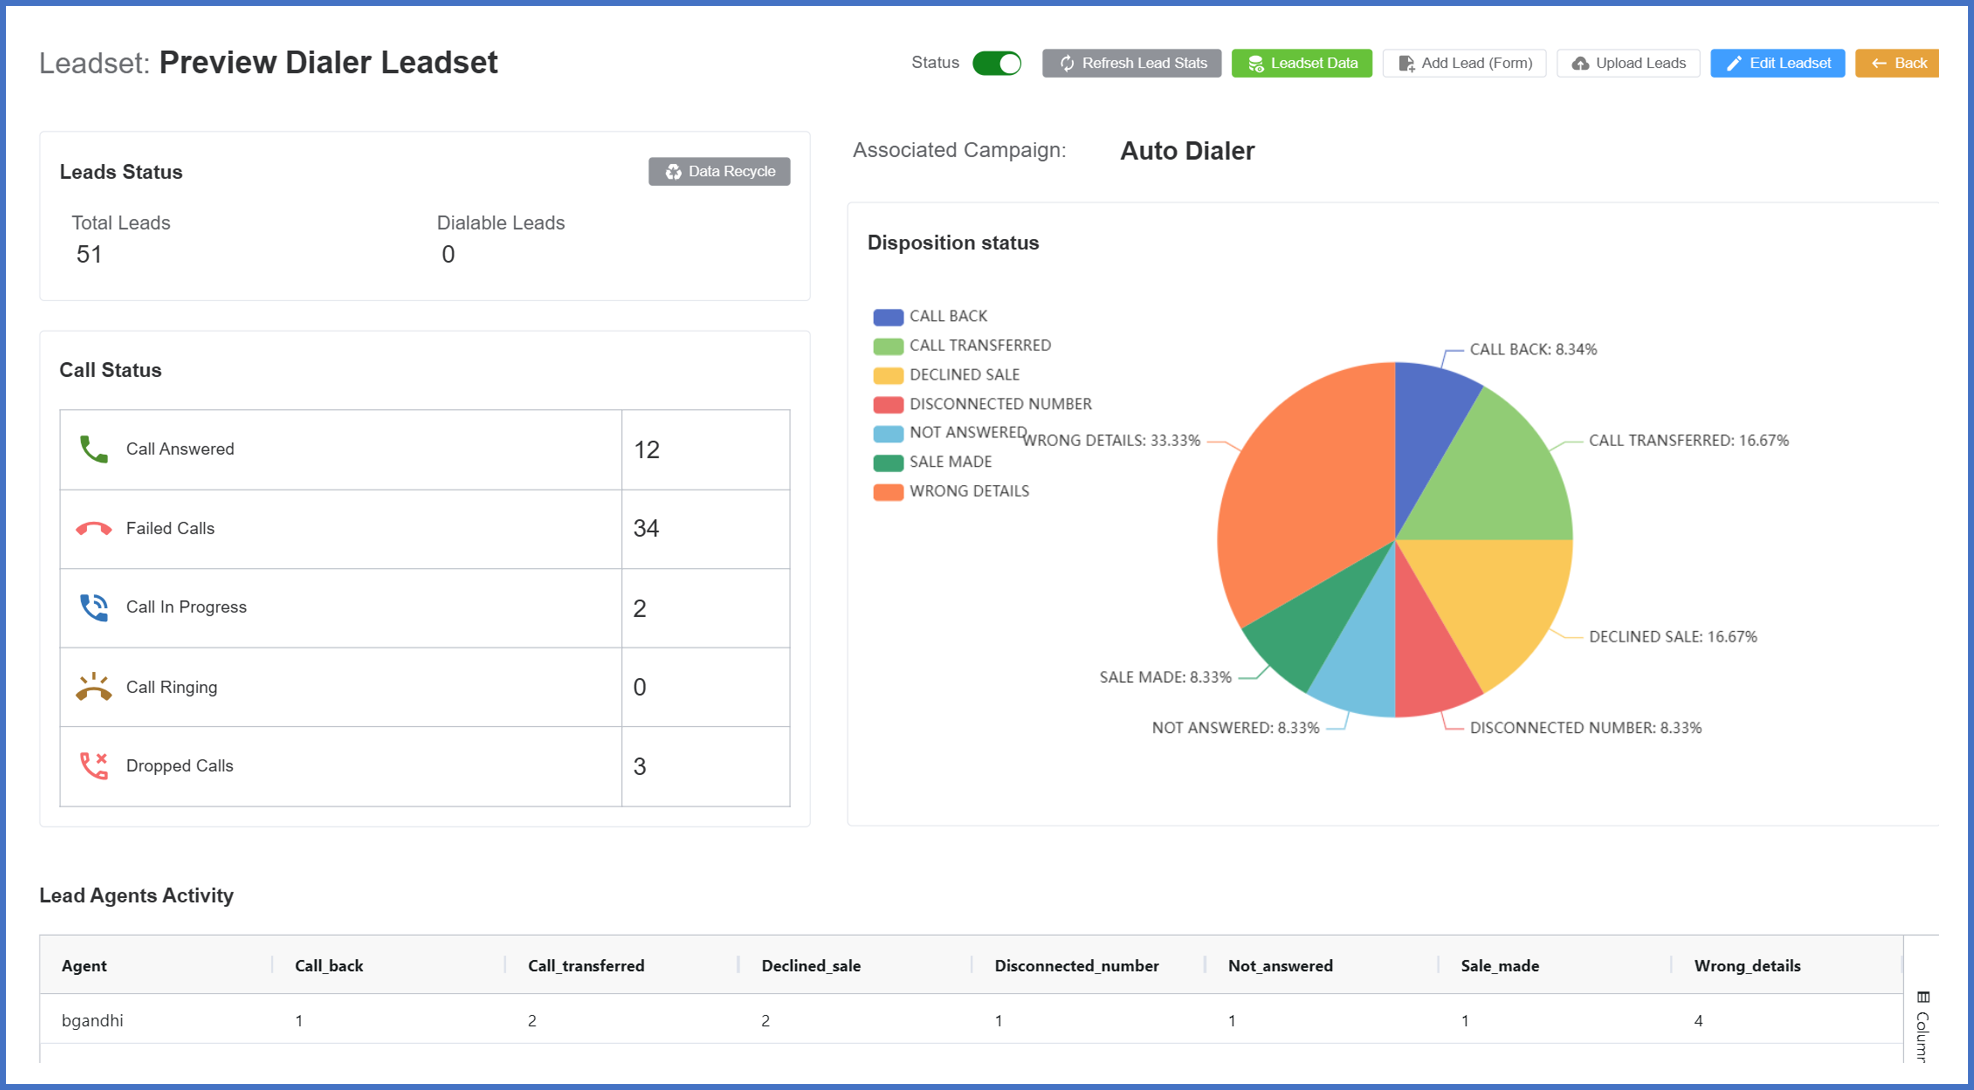 Leadset: Preview Dialer Leadset
Status
Refresh Lead Stats
Leadset Data
Add Lead (Form)
Upload Leads
Edit Leadset
Back
Leads Status
Data Recycle
Total Leads
51
Dialable Leads
0
Call Status
Call Answered 12
Failed Calls 34
Call In Progress 2
Call Ringing 0
Dropped Calls 3
Associated Campaign: Auto Dialer
Disposition status
CALL BACK
CALL TRANSFERRED
DECLINED SALE
DISCONNECTED NUMBER
NOT ANSWERED
SALE MADE
WRONG DETAILS
CALL BACK: 8.34%
WRONG DETAILS: 33.33%
CALL TRANSFERRED: 16.67%
DECLINED SALE: 16.67%
SALE MADE: 8.33%
NOT ANSWERED: 8.33%
DISCONNECTED NUMBER: 8.33%
Lead Agents Activity
Agent Call_back Call_transferred Declined_sale Disconnected_number Not_answered Sale_made Wrong_details
bgandhi 1 2 2 1 1 1 4